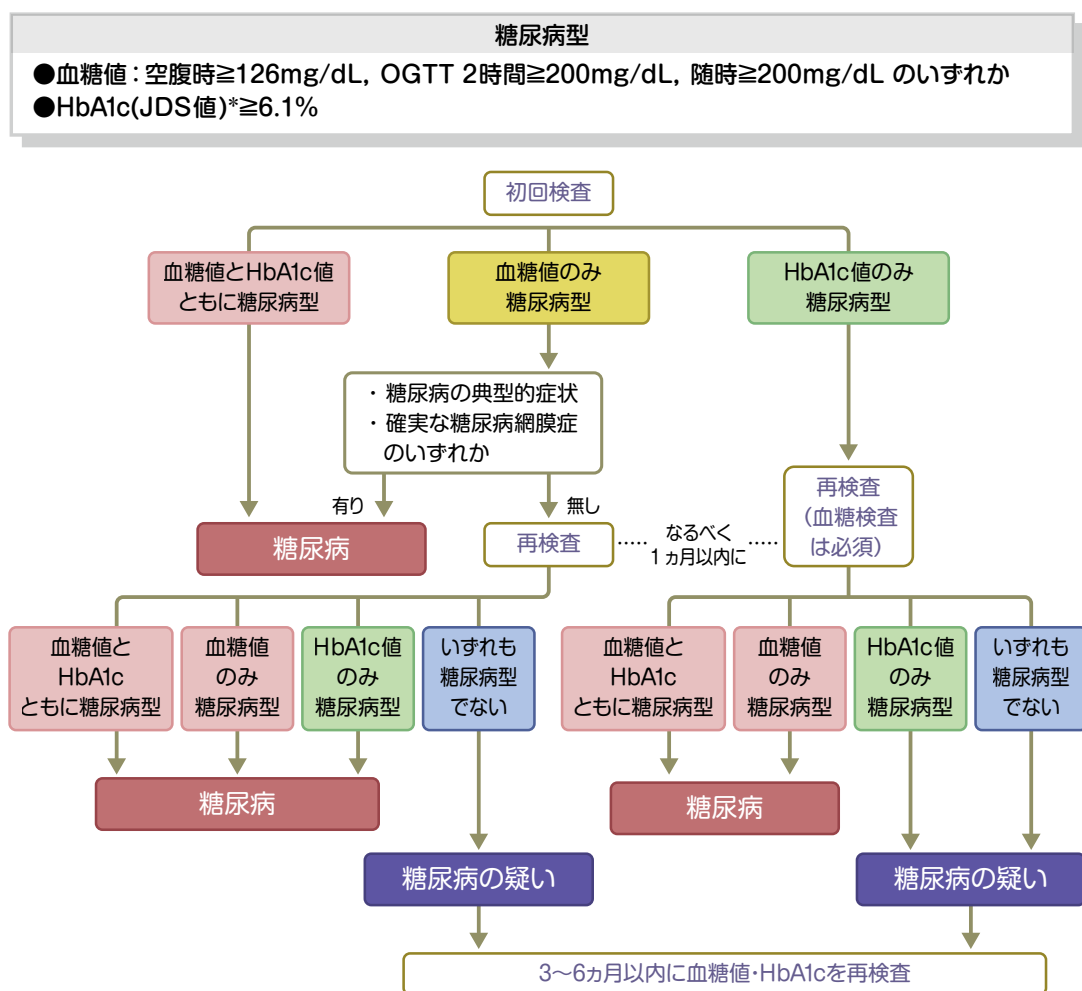 糖尿病型
●血糖値：空腹時≧126mg/dL, OGTT 2時間≧200mg/dL, 随時≧200mg/dL のいずれか
●HbA1c(JDS値)*≧6.1%
初回検査
血糖値とHbA1c値
ともに糖尿病型
血糖値のみ
糖尿病型
HbA1c値のみ
糖尿病型
・糖尿病の典型的症状
・確実な糖尿病網膜症
のいずれか
有り
無し
糖尿病
再検査
なるべく
1ヵ月以内に
再検査
（血糖検査
は必須）
血糖値と
HbA1c
ともに糖尿病型
血糖値
のみ
糖尿病型
HbA1c値
のみ
糖尿病型
いずれも
糖尿病型
でない
血糖値と
HbA1c
ともに糖尿病型
血糖値
のみ
糖尿病型
HbA1c値
のみ
糖尿病型
いずれも
糖尿病型
でない
糖尿病
糖尿病
糖尿病の疑い
糖尿病の疑い
3〜6ヵ月以内に血糖値・HbA1cを再検査